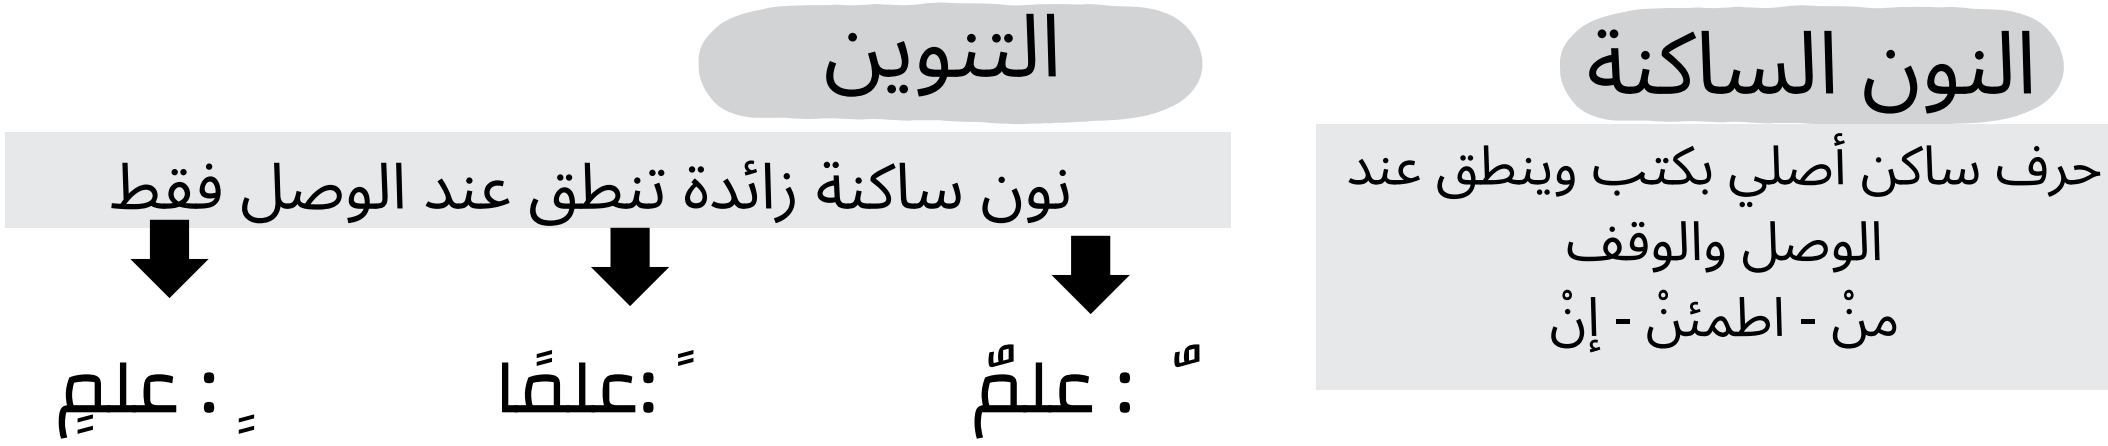 النون الساكنة
حرف ساكن أصلي بكتب وينطق عند
الوصل والوقف
منْ - اطمئنْ - إنْ
التنوين
نون ساكنة زائدة تنطق عند الوصل فقط
ٌ : علمٌ
ً :علمًا
ٍ : علمٍ